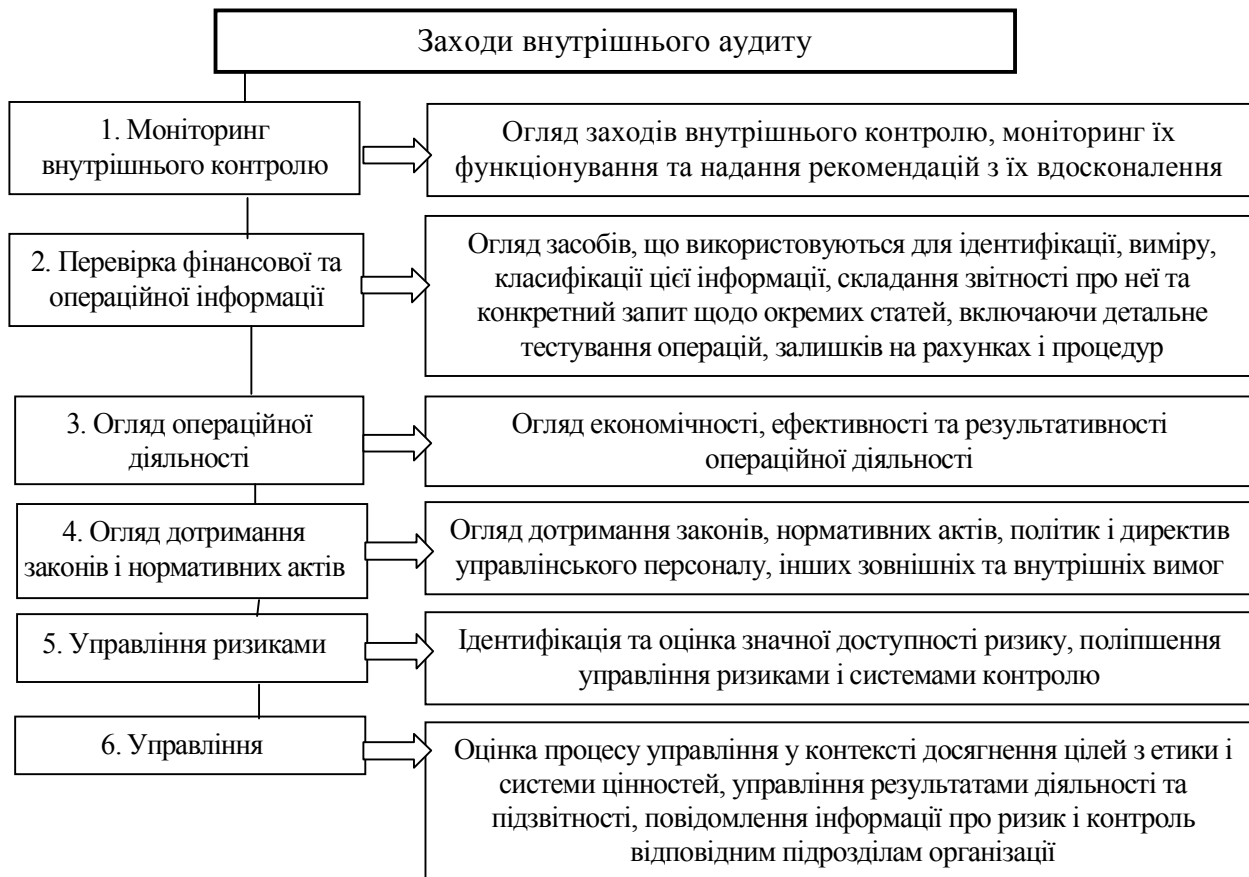 Заходи внутрішнього аудиту
1. Моніторинг
внутрішнього контролю
Огляд заходів внутрішнього контролю, моніторинг їх
функціонування та надання рекомендацій з їх вдосконалення
2. Перевірка фінансової та
операційної інформації
Огляд засобів, що використовуються для ідентифікації, виміру,
класифікації цієї інформації, складання звітності про неї та
конкретний запит щодо окремих статей, включаючи детальне
тестування операцій, залишків на рахунках і процедур
3. Огляд операційної
діяльності
Огляд економічності, ефективності та результативності
операційної діяльності
4. Огляд дотримання
законів і нормативних актів
Огляд дотримання законів, нормативних актів, політик і директив
управлінського персоналу, інших зовнішніх та внутрішніх вимог
5. Управління ризиками
Ідентифікація та оцінка значної доступності ризику, поліпшення
управління ризиками і системами контролю
6. Управління
Оцінка процесу управління у контексті досягнення цілей з етики і
системи цінностей, управління результатами діяльності та
підзвітності, повідомлення інформації про ризик і контроль
відповідним підрозділам організації